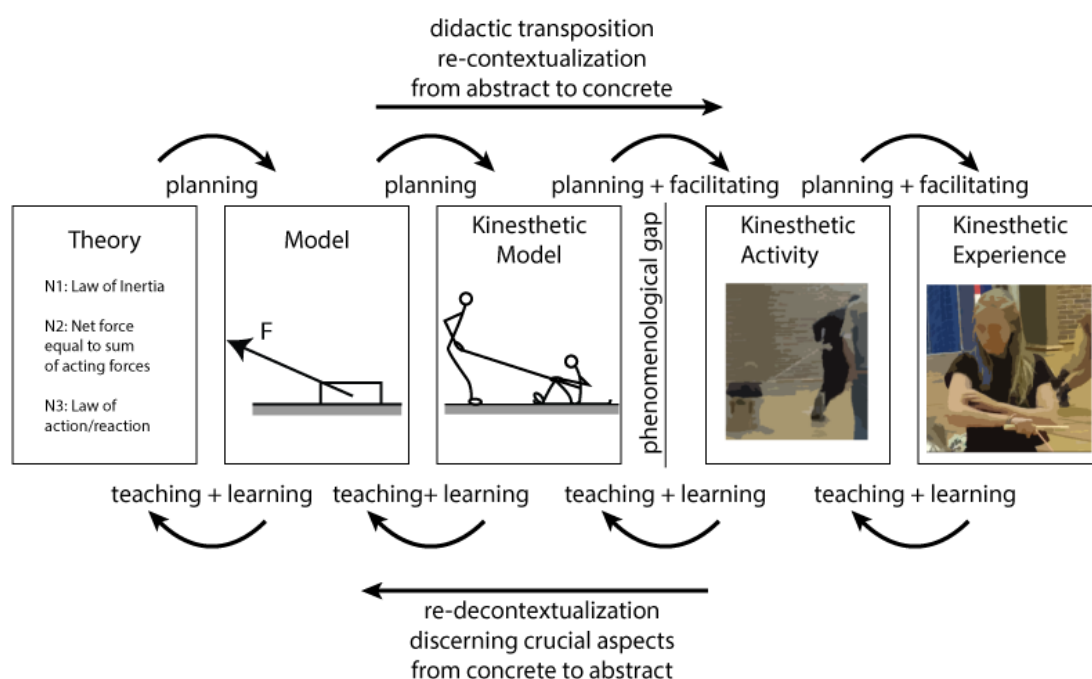 didactic transposition
re-contextualization
from abstract to concrete
planning
planning
planning + facilitating
planning + facilitating
Theory
N1: Law of Inertia
N2: Net force
equal to sum
of acting forces
N3: Law of
action/reaction
Model
F
Kinesthetic
Model
phenomenological gap
Kinesthetic
Activity
Kinesthetic
Experience
teaching + learning
teaching+ learning
teaching + learning
teaching + learning
re-decontextualization
discerning crucial aspects
from concrete to abstract